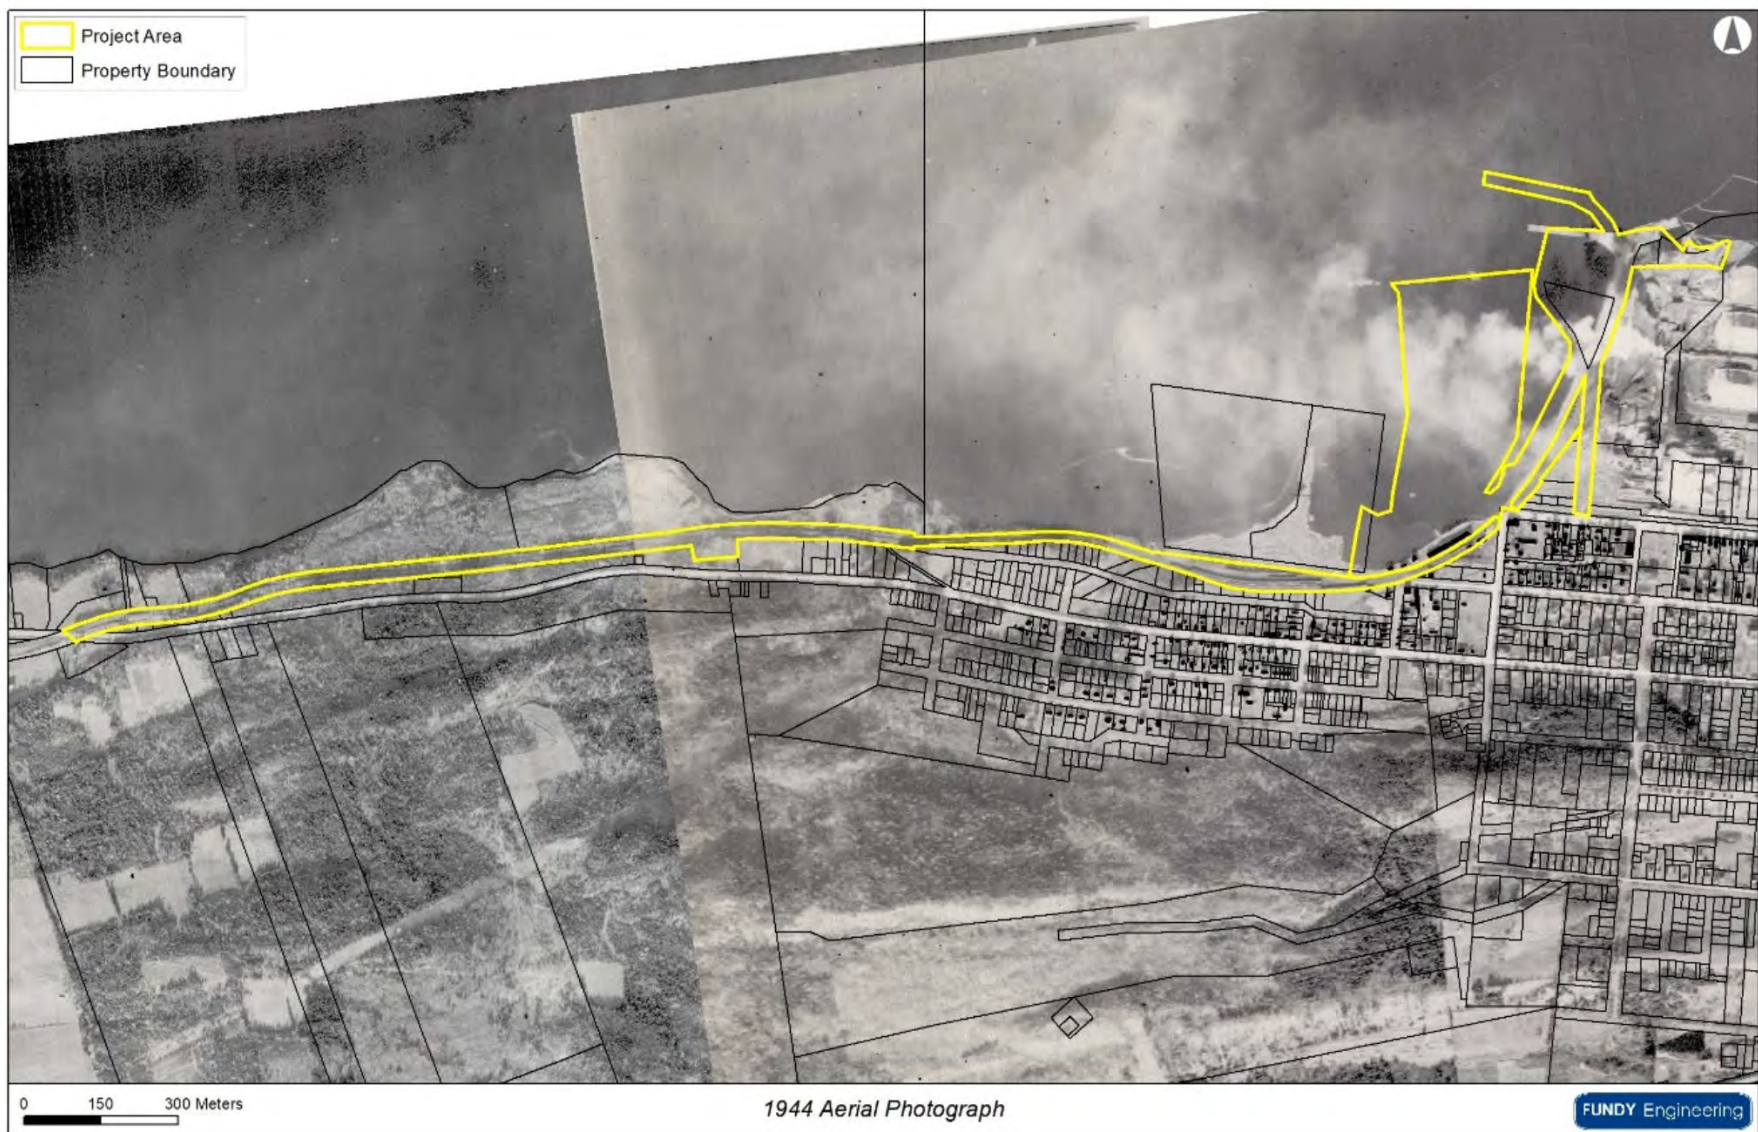 Project Area
Property Boundary
0 150 300 Meters
1944 Aerial Photograph
FUNDY Engineering